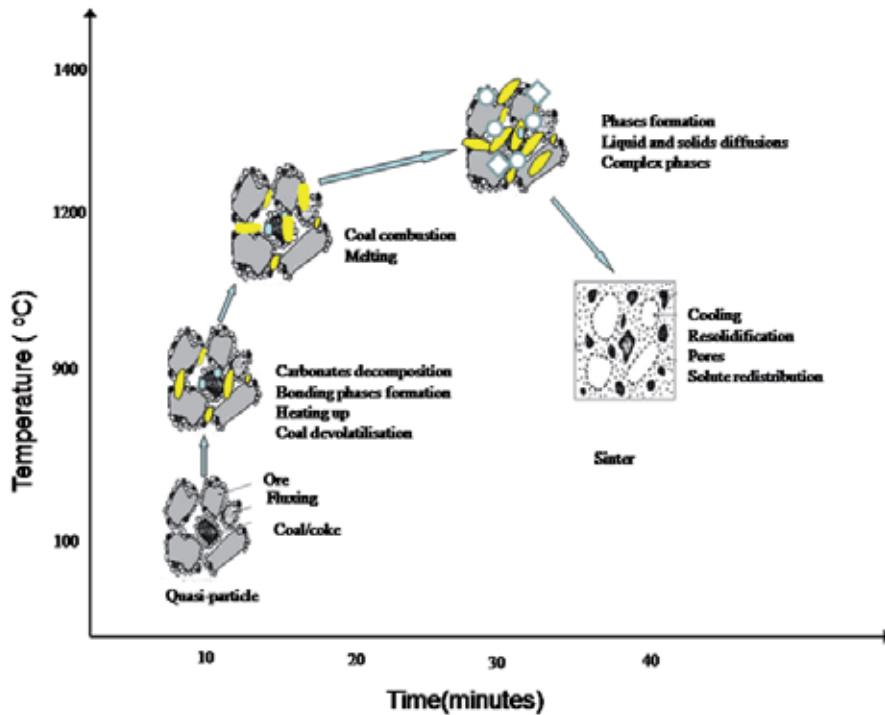 1400
Phases formation
Liquid and solids diffusions
Complex phases
1200
Coal combustion
Melting
Cooling
Resolidification
Pores
Solute redistribution
900
Carbonates decomposition
Bonding phases formation
Heating up
Coal devolatilisation
Sinter
Temperature ( ºC)
Ore
Fluxing
Coal/coke
100
Quasi-particle
10
20
30
40
Time(minutes)